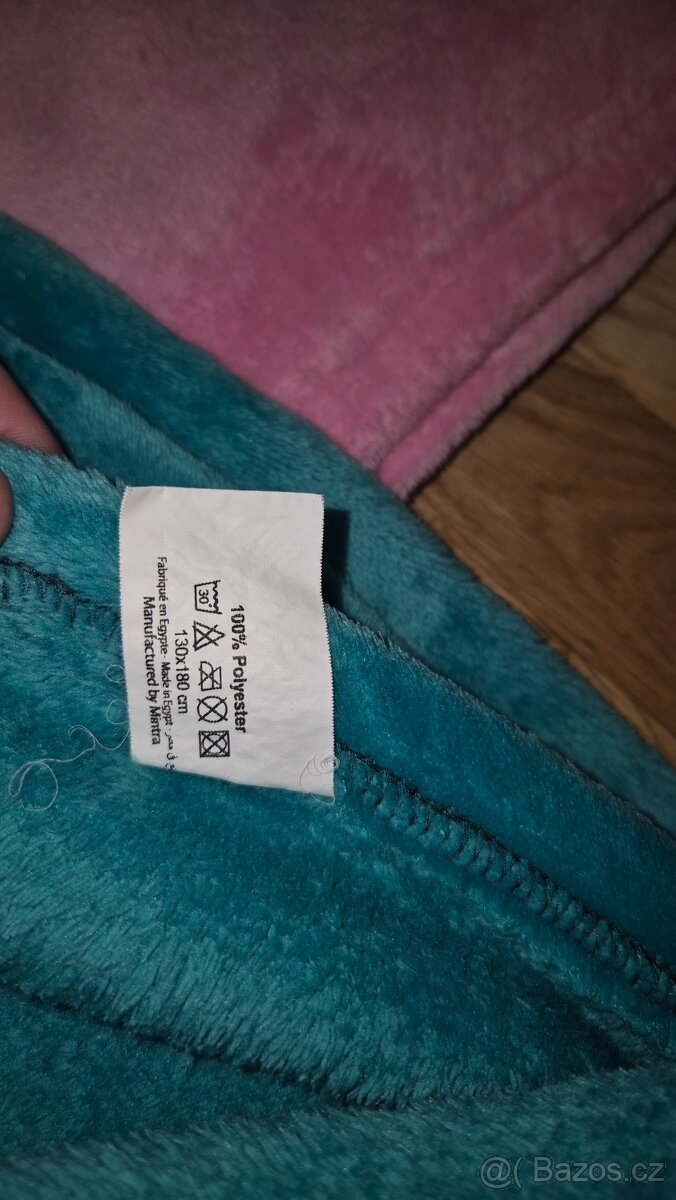 100% Polyester
30°
130x180 cm
Fabriqué en Egypte - Made in Egypt -
Manufactured by Mintra
@( Bazos.cz